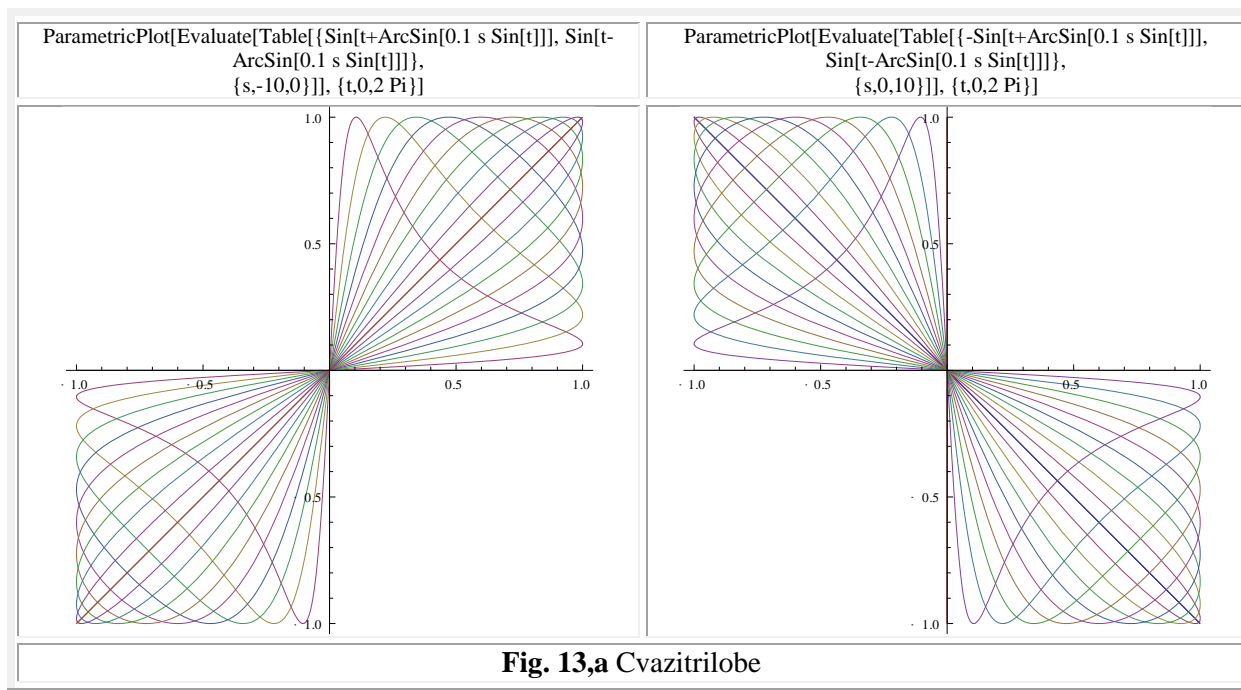 ParametricPlot[Evaluate[Table[{Sin[t+ArcSin[0.1 s Sin[t]]], Sin[t-
ArcSin[0.1 s Sin[t]]]},
{s,-10,0}]], {t,0,2 Pi}]
ParametricPlot[Evaluate[Table[{-Sin[t+ArcSin[0.1 s Sin[t]]],
Sin[t-ArcSin[0.1 s Sin[t]]]},
{s,0,10}]], {t,0,2 Pi}]
1.0
0.5
- 1.0
- 0.5
0.5
1.0
- 0.5
- 1.0
1.0
0.5
- 1.0
- 0.5
0.5
1.0
- 0.5
- 1.0
Fig. 13,a Cvazitrilobe